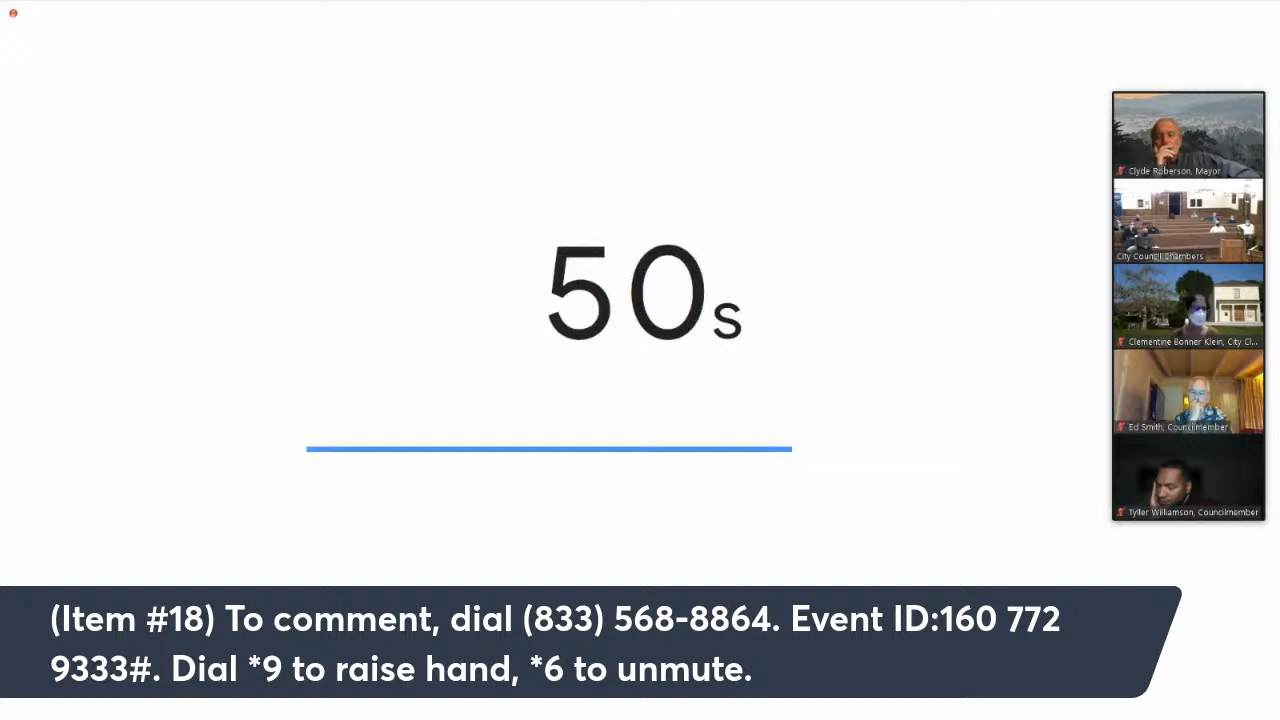 50s
Clyde Roberson, Mayor
City Council Chambers
Clementine Bonner Klein, City Cl...
Ed Smith, Councilmember
Tyller Williamson, Councilmember
(Item #18) To comment, dial (833) 568-8864. Event ID:160 772
9333#. Dial *9 to raise hand, *6 to unmute.